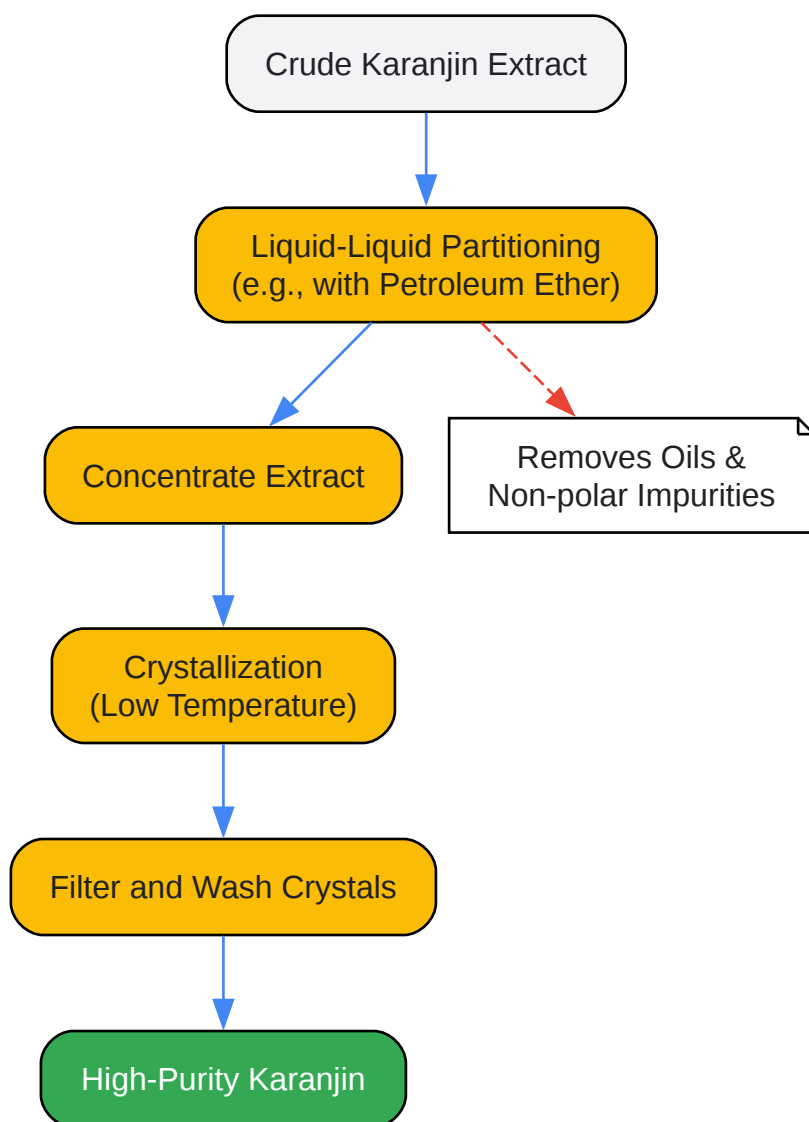 Crude Karanjin Extract
Liquid-Liquid Partitioning
(e.g., with Petroleum Ether)
Concentrate Extract
Removes Oils &
Non-polar Impurities
Crystallization
(Low Temperature)
Filter and Wash Crystals
High-Purity Karanjin